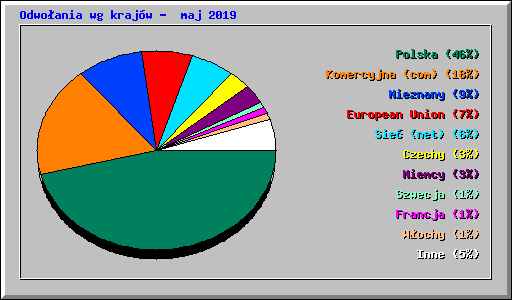 Odwołania wg krajów - maj 2019
Polska (46%)
Komercyjna (com) (18%)
Nieznany (9%)
European Union (7%)
Sieć (net) (6%)
Czechy (3%)
Niemcy (3%)
Szwecja (1%)
Francja (1%)
Włochy (1%)
Inne (5%)